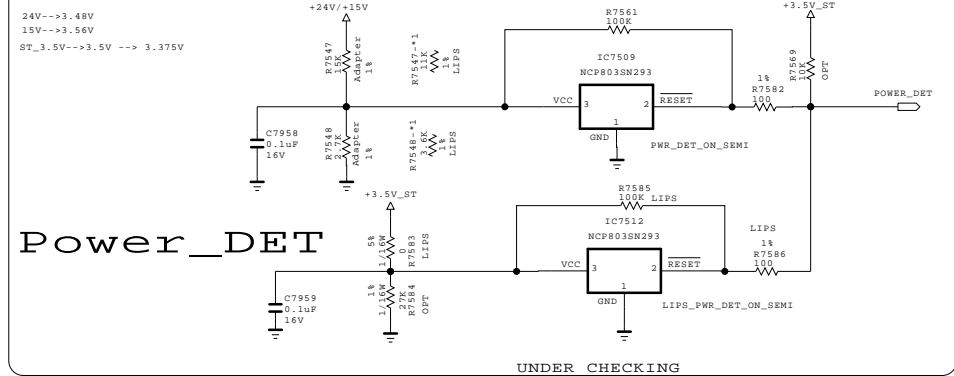 24V-->3.48V
15V-->3.56V
ST_3.5V-->3.5V --> 3.375V
+24V/+15V
R7547
15K
Adapter
1%
R7547-*1
11K
1%
LIPS
R7561
100K
IC7509
NCP803SN293
VCC
3
2
RESET
1
GND
PWR_DET_ON_SEMI
+3.5V_ST
R7569
10K
OPT
1%
R7582
100
POWER_DET
C7958
0.1uF
16V
R7548
2.7K
Adapter
1%
R7548-*1
3.6K
1%
LIPS
Power_DET
+3.5V_ST
5%
1/16W
0
R7583
LIPS
1%
1/16W
27K
R7584
OPT
C7959
0.1uF
16V
R7585
100K LIPS
IC7512
NCP803SN293
VCC
3
2
RESET
1
GND
LIPS_PWR_DET_ON_SEMI
LIPS
1%
R7586
100
UNDER CHECKING